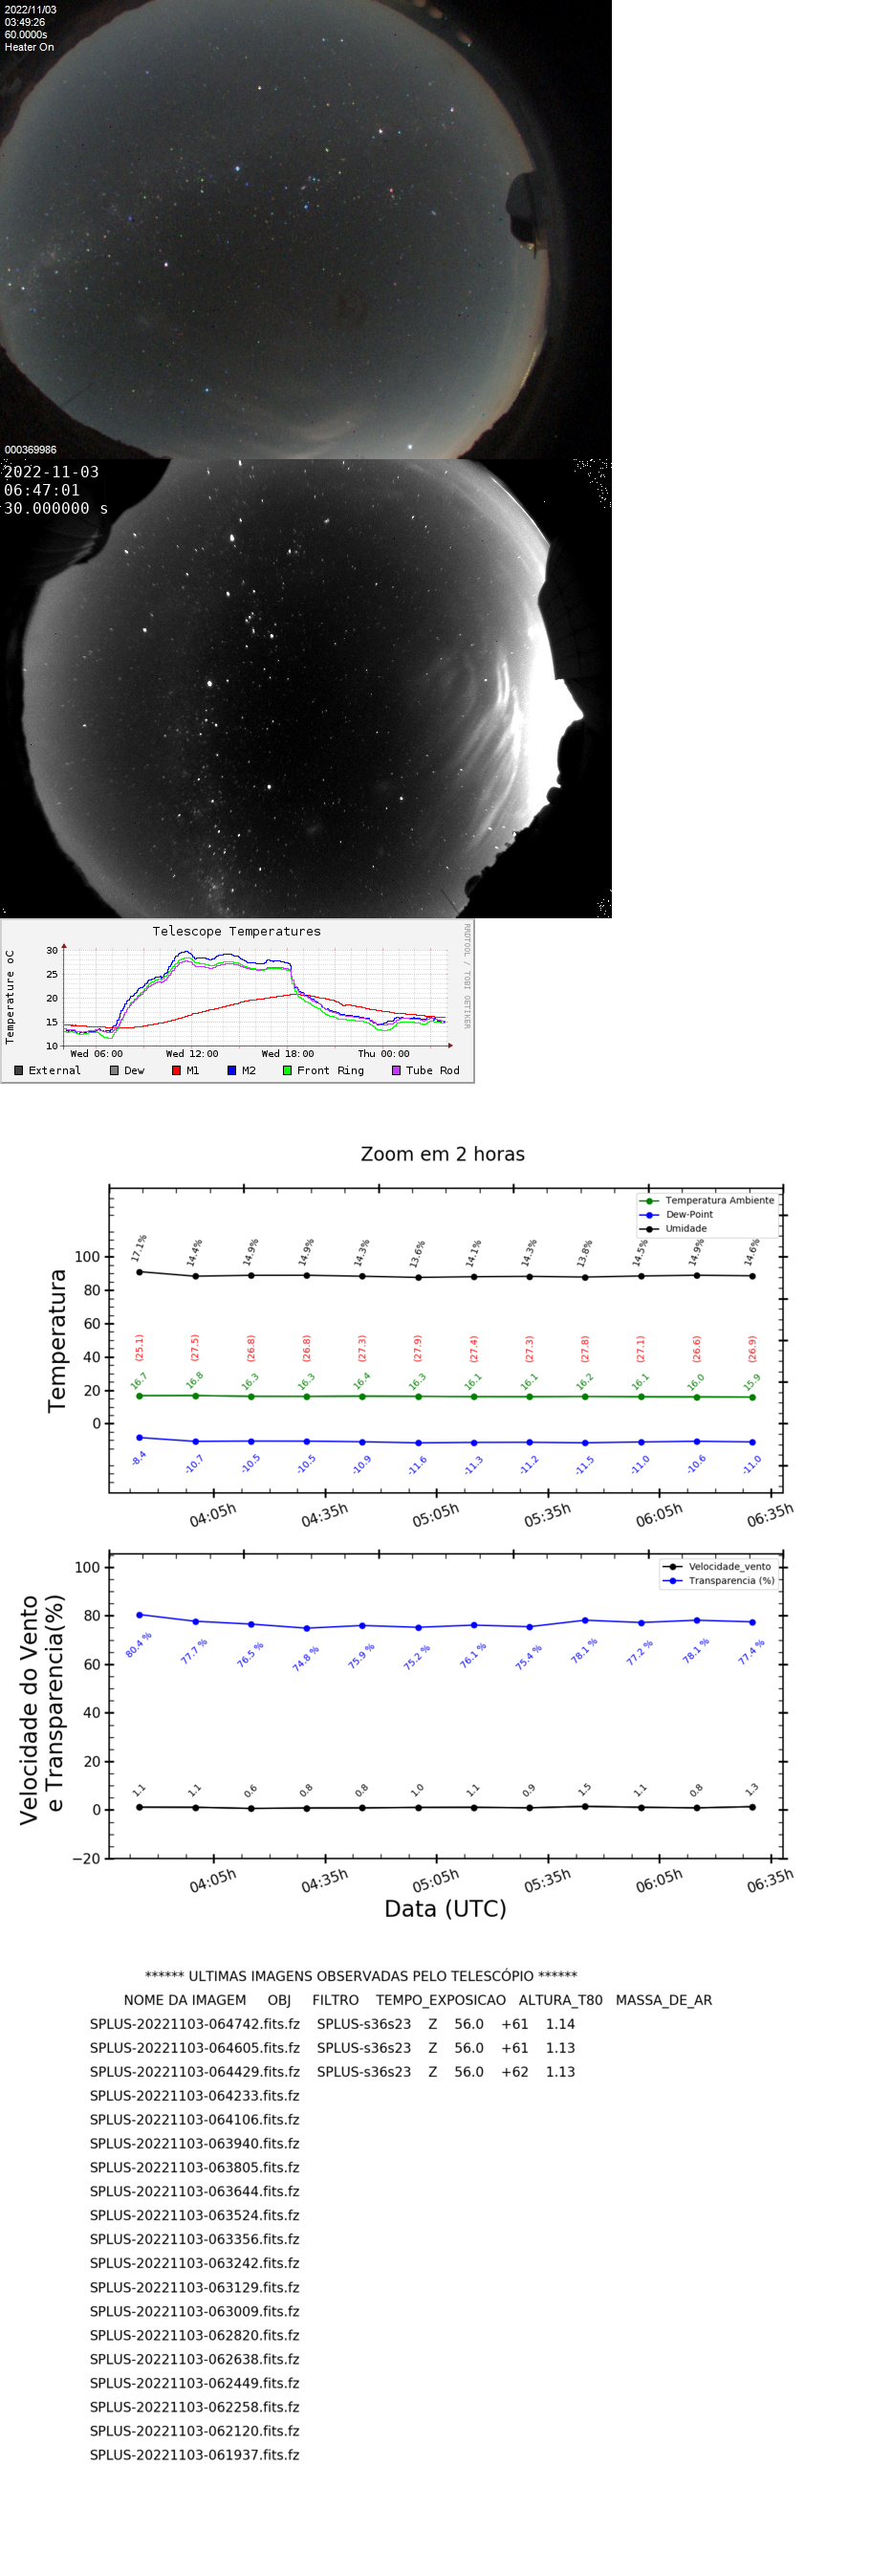 2022/11/03
03:49:26
60.0000s
Heater On
000369986
2022-11-03
06:47:01
30.000000 s
Telescope Temperatures
RRDTOOL / TOBI OETIKER
Temperature oC
30
25
20
15
10
Wed 06:00 Wed 12:00 Wed 18:00 Thu 00:00
External Dew M1 M2 Front Ring Tube Rod
Zoom em 2 horas
Temperatura Ambiente
Dew-Point
Umidade
Temperatura
100
80
60
40
20
0
17.1% 14.4% 14.9% 14.9% 14.3% 13.6% 14.1% 14.3% 13.8% 14.5% 14.9% 14.6%
(25.1) (27.5) (26.8) (26.8) (27.3) (27.9) (27.4) (27.3) (27.8) (27.1) (26.6) (26.9)
16.7 16.8 16.3 16.3 16.4 16.3 16.1 16.1 16.2 16.1 16.0 15.9
-8.4 -10.7 -10.5 -10.5 -10.9 -11.6 -11.3 -11.2 -11.5 -11.0 -10.6 -11.0
04:05h 04:35h 05:05h 05:35h 06:05h 06:35h
Velocidade_vento
Transparencia (%)
Velocidade do Vento
e Transparencia(%)
100
80
60
40
20
0
−20
80.4 % 77.7 % 76.5 % 74.8 % 75.9 % 75.2 % 76.1 % 75.4 % 78.1 % 77.2 % 78.1 % 77.4 %
1.1 1.1 0.6 0.8 0.8 1.0 1.1 0.9 1.5 1.1 0.8 1.3
04:05h 04:35h 05:05h 05:35h 06:05h 06:35h
Data (UTC)
****** ULTIMAS IMAGENS OBSERVADAS PELO TELESCÓPIO ******
NOME DA IMAGEM OBJ FILTRO TEMPO_EXPOSICAO ALTURA_T80 MASSA_DE_AR
SPLUS-20221103-064742.fits.fz SPLUS-s36s23 Z 56.0 +61 1.14
SPLUS-20221103-064605.fits.fz SPLUS-s36s23 Z 56.0 +61 1.13
SPLUS-20221103-064429.fits.fz SPLUS-s36s23 Z 56.0 +62 1.13
SPLUS-20221103-064233.fits.fz
SPLUS-20221103-064106.fits.fz
SPLUS-20221103-063940.fits.fz
SPLUS-20221103-063805.fits.fz
SPLUS-20221103-063644.fits.fz
SPLUS-20221103-063524.fits.fz
SPLUS-20221103-063356.fits.fz
SPLUS-20221103-063242.fits.fz
SPLUS-20221103-063129.fits.fz
SPLUS-20221103-063009.fits.fz
SPLUS-20221103-062820.fits.fz
SPLUS-20221103-062638.fits.fz
SPLUS-20221103-062449.fits.fz
SPLUS-20221103-062258.fits.fz
SPLUS-20221103-062120.fits.fz
SPLUS-20221103-061937.fits.fz